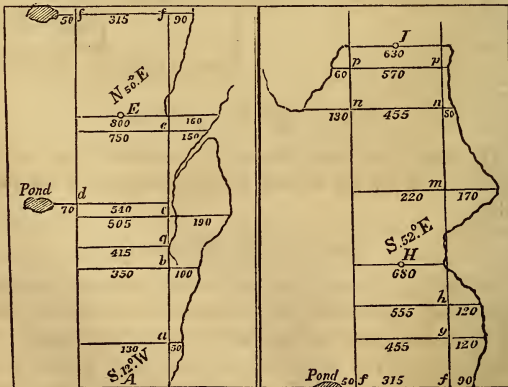 50 f 315 f 90
N 50.° E
E
800 160
e
750 150
Pond d
70 540
505 c 190
q
415
b
350 100
a
130 50
S. 12° W
A
I
630
p p
60 570
n n
130 455 50
m
220 170
S. 52° E
H
680
h
555 120
g
455 120
Pond 50 f 315 f 90